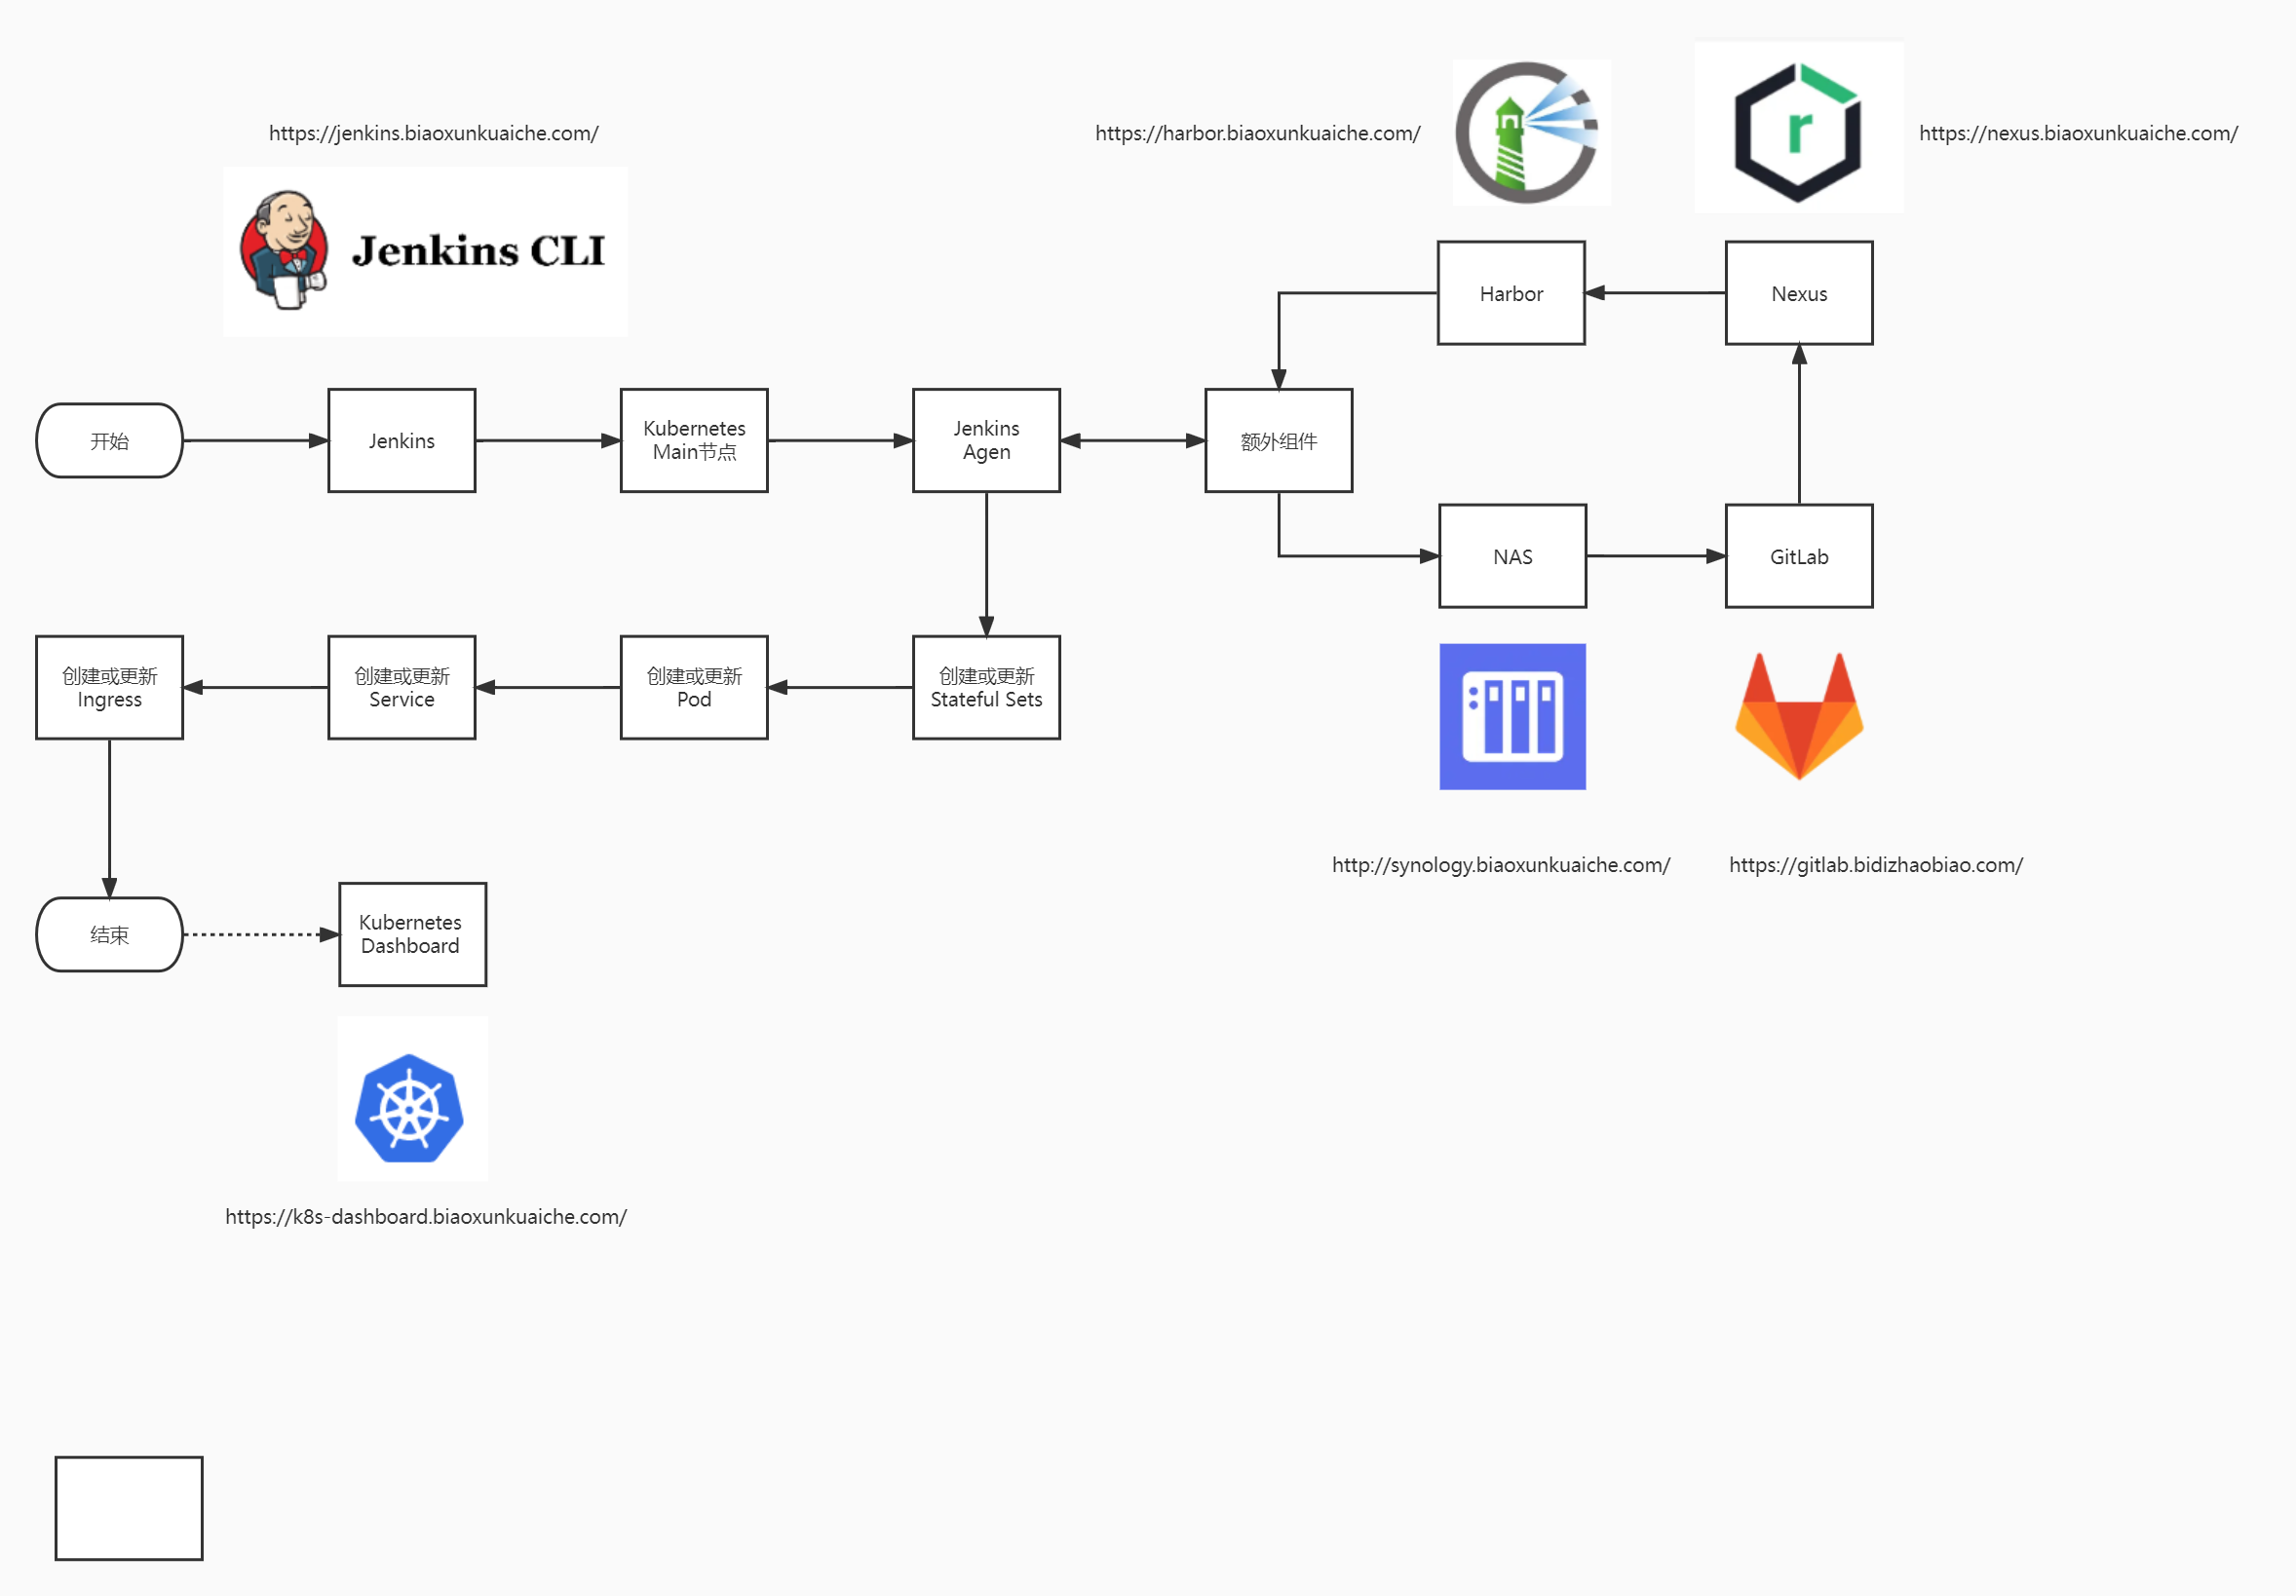 https://jenkins.biaoxunkuaiche.com/
https://harbor.biaoxunkuaiche.com/
r
https://nexus.biaoxunkuaiche.com/
Jenkins CLI
Harbor
Nexus
开始
Jenkins
Kubernetes
Main节点
Jenkins
Agen
额外组件
NAS
GitLab
创建或更新
Ingress
创建或更新
Service
创建或更新
Pod
创建或更新
Stateful Sets
http://synology.biaoxunkuaiche.com/
https://gitlab.bidizhaobiao.com/
结束
Kubernetes
Dashboard
https://k8s-dashboard.biaoxunkuaiche.com/